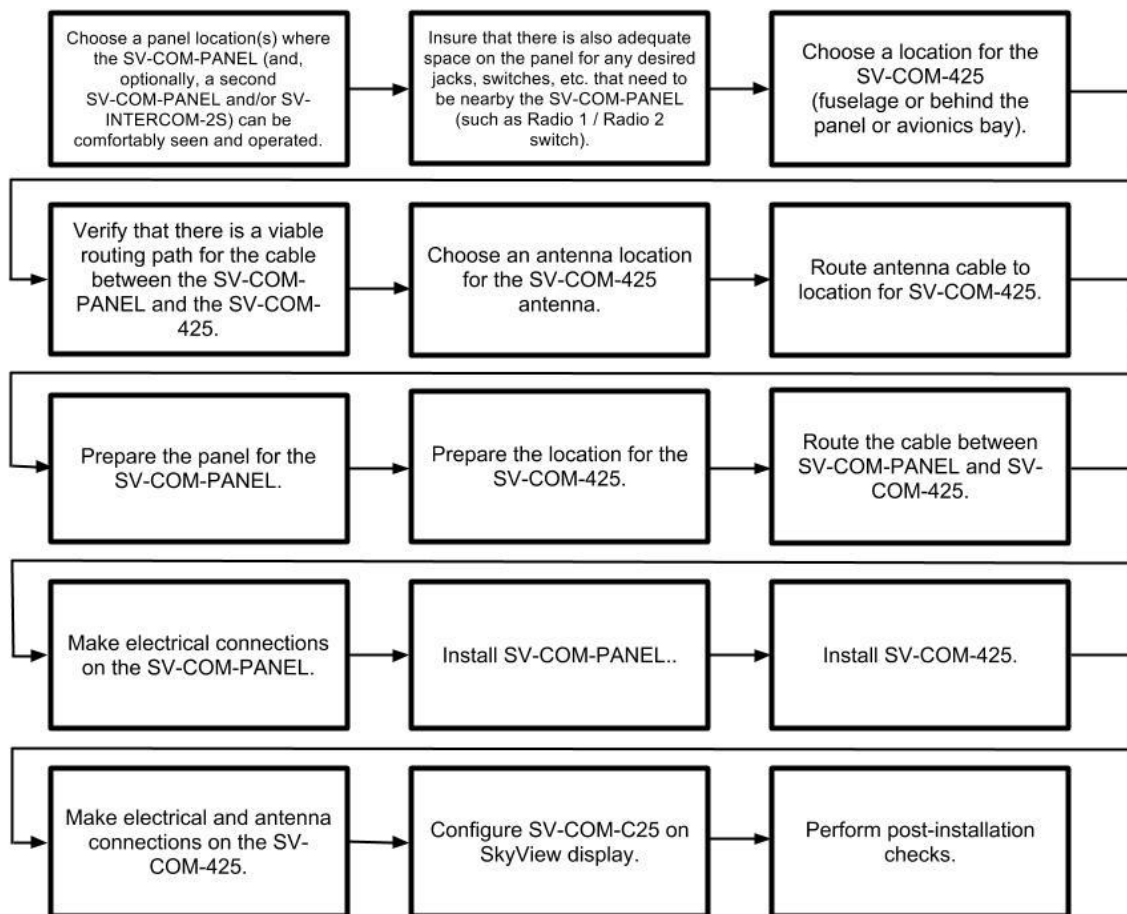 Choose a panel location(s) where
the SV-COM-PANEL (and,
optionally, a second
SV-COM-PANEL and/or SV-
INTERCOM-2S) can be
comfortably seen and operated.
Insure that there is also adequate
space on the panel for any desired
jacks, switches, etc. that need to
be nearby the SV-COM-PANEL
(such as Radio 1 / Radio 2
switch).
Choose a location for the
SV-COM-425
(fuselage or behind the
panel or avionics bay).
Verify that there is a viable
routing path for the cable
between the SV-COM-
PANEL and the SV-COM-
425.
Choose an antenna location
for the SV-COM-425
antenna.
Route antenna cable to
location for SV-COM-425.
Prepare the panel for the
SV-COM-PANEL.
Prepare the location for the
SV-COM-425.
Route the cable between
SV-COM-PANEL and SV-
COM-425.
Make electrical connections
on the SV-COM-PANEL.
Install SV-COM-PANEL..
Install SV-COM-425.
Make electrical and antenna
connections on the SV-
COM-425.
Configure SV-COM-C25 on
SkyView display.
Perform post-installation
checks.